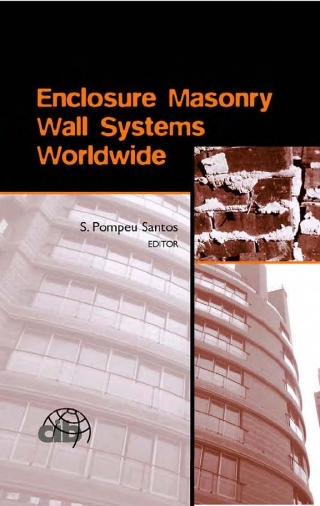 Enclosure Masonry
Wall Systems
Worldwide
S. Pompeu Santos
EDITOR
cib